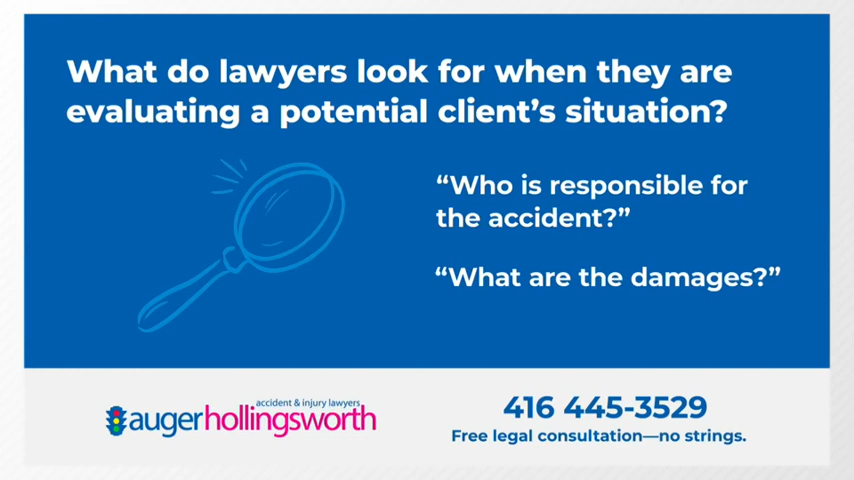 What do lawyers look for when they are
evaluating a potential client’s situation?
“Who is responsible for
the accident?”
“What are the damages?”
accident & injury lawyers
augerhollingsworth
416 445-3529
Free legal consultation—no strings.